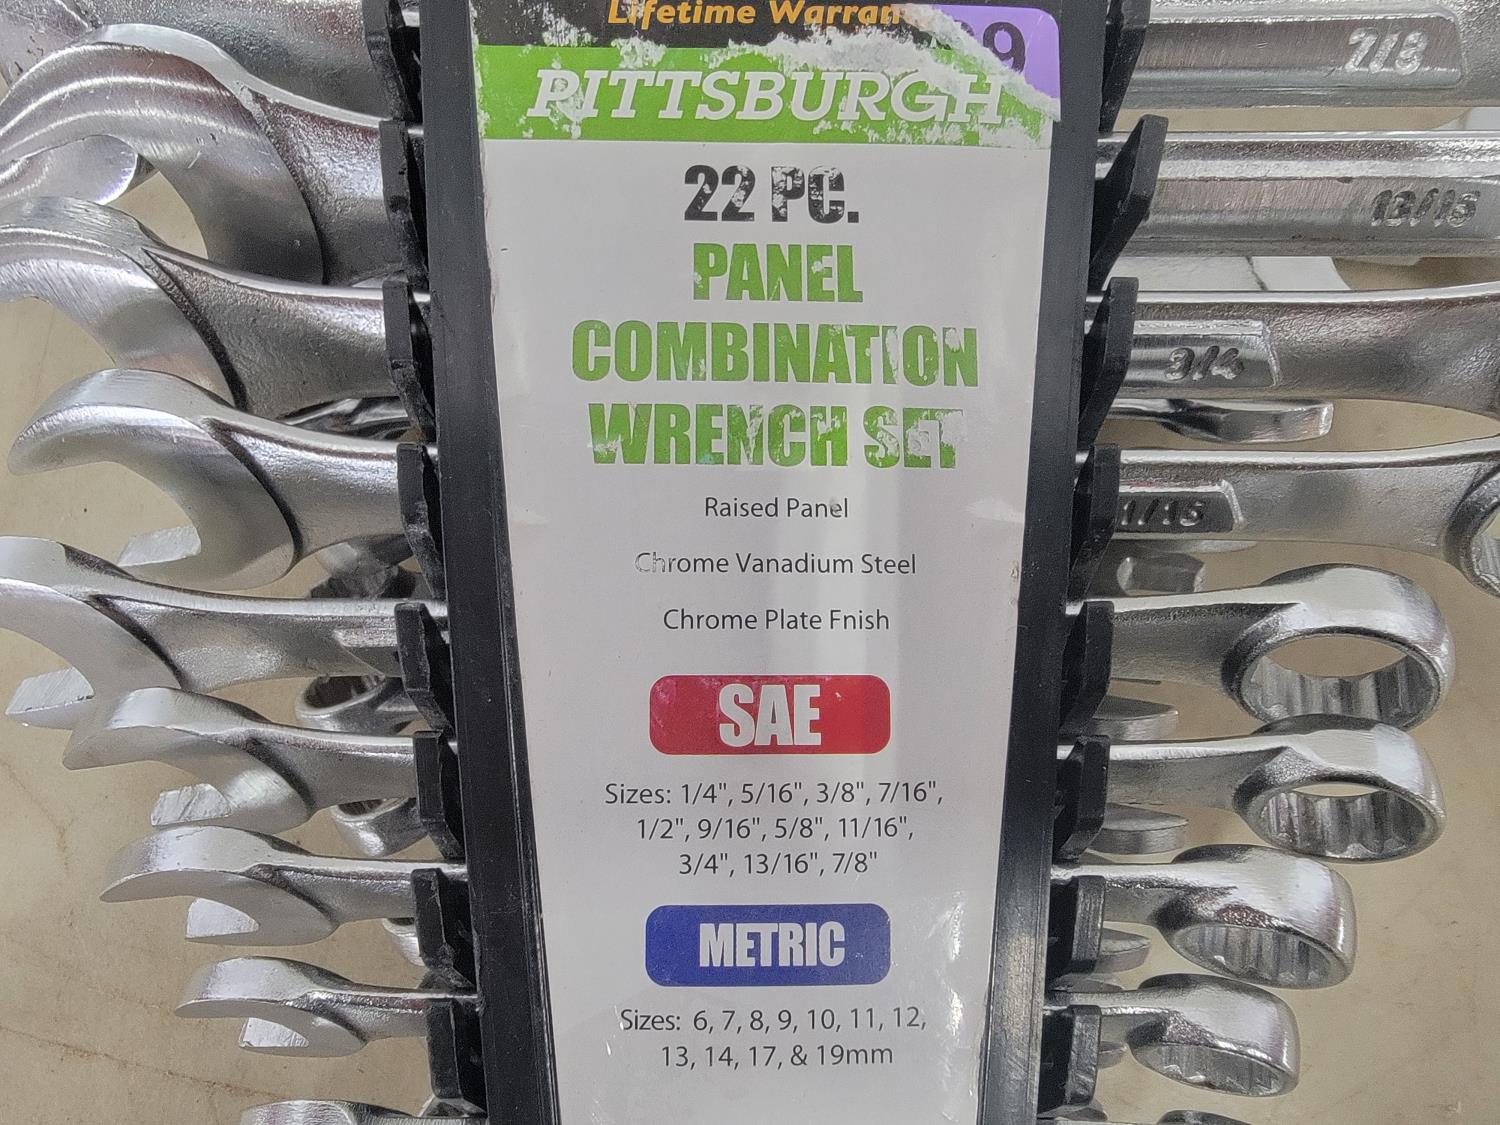 Lifetime Warran
9
PITTSBURGH
22 PC.
PANEL
COMBINATION
WRENCH SET
Raised Panel
Chrome Vanadium Steel
Chrome Plate Fnish
SAE
Sizes: 1/4", 5/16", 3/8", 7/16",
1/2", 9/16", 5/8", 11/16",
3/4", 13/16", 7/8"
METRIC
Sizes: 6, 7, 8, 9, 10, 11, 12,
13, 14, 17, & 19mm
7/8
13/16
3/4
1/16